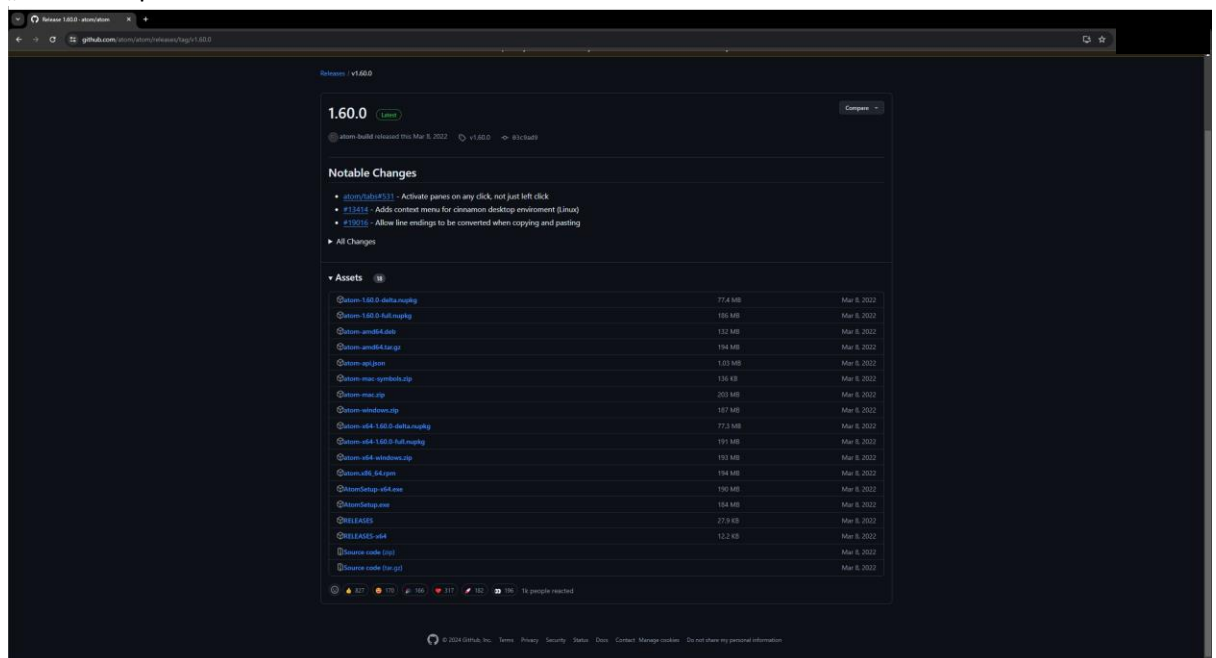 Release 1.60.0 · atom/atom
github.com/atom/atom/releases/tag/v1.60.0
Releases / v1.60.0
1.60.0 Latest
Compare
atom-build released this Mar 8, 2022 v1.60.0 03c9ad9
Notable Changes
atom/tabs#531 - Activate panes on any click, not just left click
#13414 - Adds context menu for cinnamon desktop enviroment (Linux)
#19016 - Allow line endings to be converted when copying and pasting
All Changes
Assets 18
atom-1.60.0-delta.nupkg 77.4 MB Mar 8, 2022
atom-1.60.0-full.nupkg 186 MB Mar 8, 2022
atom-amd64.deb 132 MB Mar 8, 2022
atom-amd64.tar.gz 194 MB Mar 8, 2022
atom-api.json 1.03 MB Mar 8, 2022
atom-mac-symbols.zip 136 KB Mar 8, 2022
atom-mac.zip 203 MB Mar 8, 2022
atom-windows.zip 187 MB Mar 8, 2022
atom-x64-1.60.0-delta.nupkg 77.3 MB Mar 8, 2022
atom-x64-1.60.0-full.nupkg 191 MB Mar 8, 2022
atom-x64-windows.zip 193 MB Mar 8, 2022
atom.x86_64.rpm 194 MB Mar 8, 2022
AtomSetup-x64.exe 190 MB Mar 8, 2022
AtomSetup.exe 184 MB Mar 8, 2022
RELEASES 27.9 KB Mar 8, 2022
RELEASES-x64 12.2 KB Mar 8, 2022
Source code (zip) Mar 8, 2022
Source code (tar.gz) Mar 8, 2022
827 170 166 317 182 196 1k people reacted
© 2024 GitHub, Inc. Terms Privacy Security Status Docs Contact Manage cookies Do not share my personal information